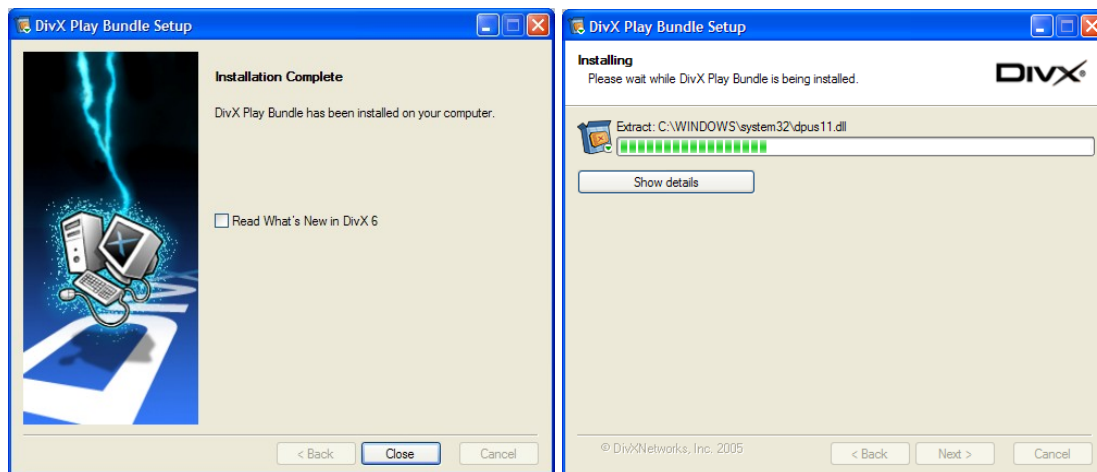 DivX Play Bundle Setup
Installation Complete
DivX Play Bundle has been installed on your computer.
Read What's New in DivX 6
< Back
Close
Cancel
DivX Play Bundle Setup
Installing
Please wait while DivX Play Bundle is being installed.
DIVX®
Extract: C:\WINDOWS\system32\dpus11.dll
Show details
© DivXNetworks, Inc. 2005
< Back
Next >
Cancel